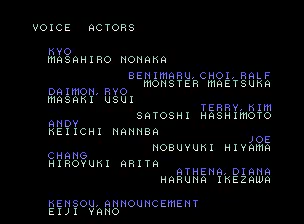 VOICE ACTORS
KYO
MASAHIRO NONAKA
BENIMARU, CHOI, RALF
MONSTER MAETSUKA
DAIMON, RYO
MASAKI USUI
TERRY, KIM
SATOSHI HASHIMOTO
ANDY
KEIICHI NANNBA
JOE
NOBUYUKI HIYAMA
CHANG
HIROYUKI ARITA
ATHENA, DIANA
HARUNA IKEZAWA
KENSOU, ANNOUNCEMENT
EIJI YANO